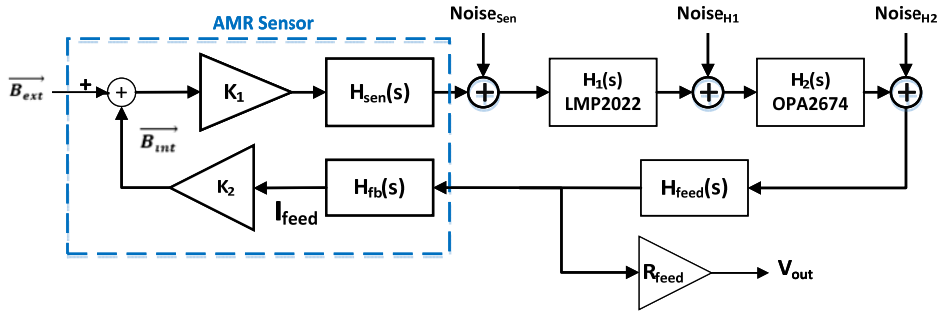 AMR Sensor
Noise_Sen
Noise_H1
Noise_H2
B_ext
+
+
K₁
H_sen(s)
+
H₁(s)
LMP2022
+
H₂(s)
OPA2674
+
B_int
K₂
I_feed
H_fb(s)
H_feed(s)
R_feed
V_out